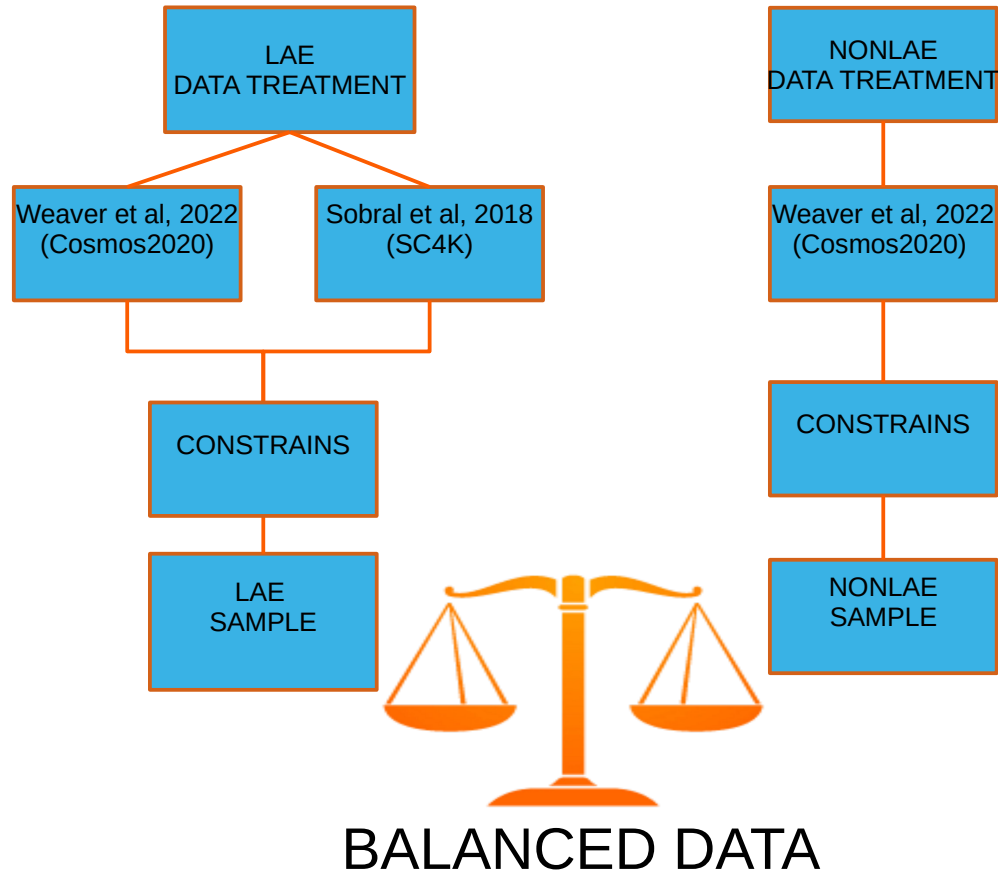 LAE
DATA TREATMENT
Weaver et al, 2022
(Cosmos2020)
Sobral et al, 2018
(SC4K)
CONSTRAINS
LAE
SAMPLE
NONLAE
DATA TREATMENT
Weaver et al, 2022
(Cosmos2020)
CONSTRAINS
NONLAE
SAMPLE
BALANCED DATA